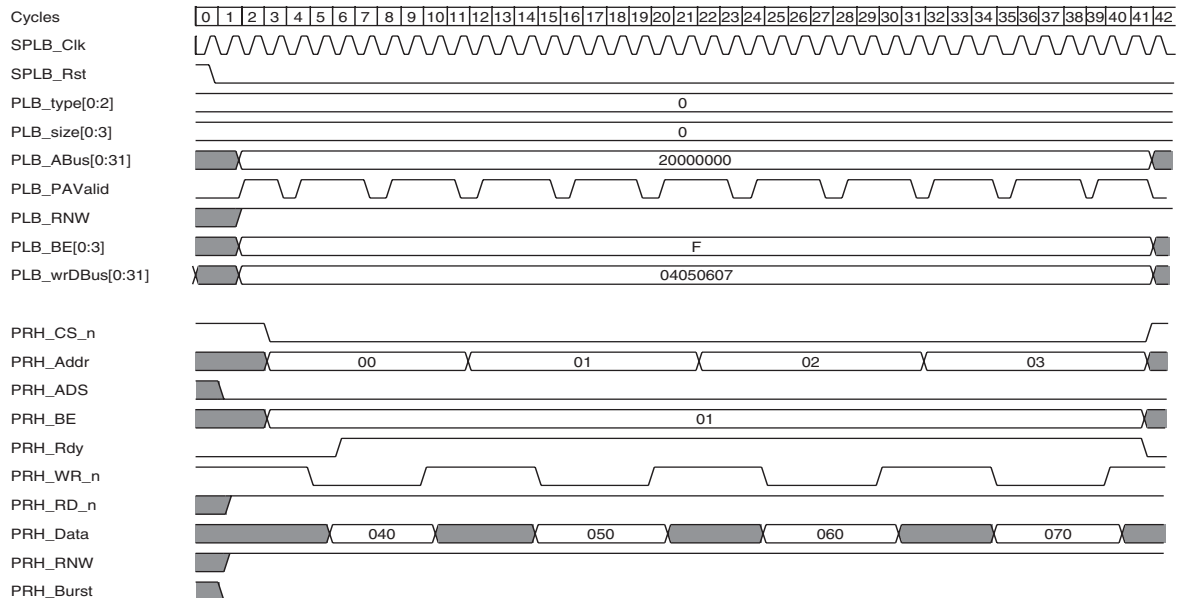 Cycles 0 1 2 3 4 5 6 7 8 9 10 11 12 13 14 15 16 17 18 19 20 21 22 23 24 25 26 27 28 29 30 31 32 33 34 35 36 37 38 39 40 41 42
SPLB_Clk
SPLB_Rst
PLB_type[0:2] 0
PLB_size[0:3] 0
PLB_ABus[0:31] 20000000
PLB_PAValid
PLB_RNW
PLB_BE[0:3] F
PLB_wrDBus[0:31] 04050607
PRH_CS_n
PRH_Addr 00 01 02 03
PRH_ADS
PRH_BE 01
PRH_Rdy
PRH_WR_n
PRH_RD_n
PRH_Data 040 050 060 070
PRH_RNW
PRH_Burst